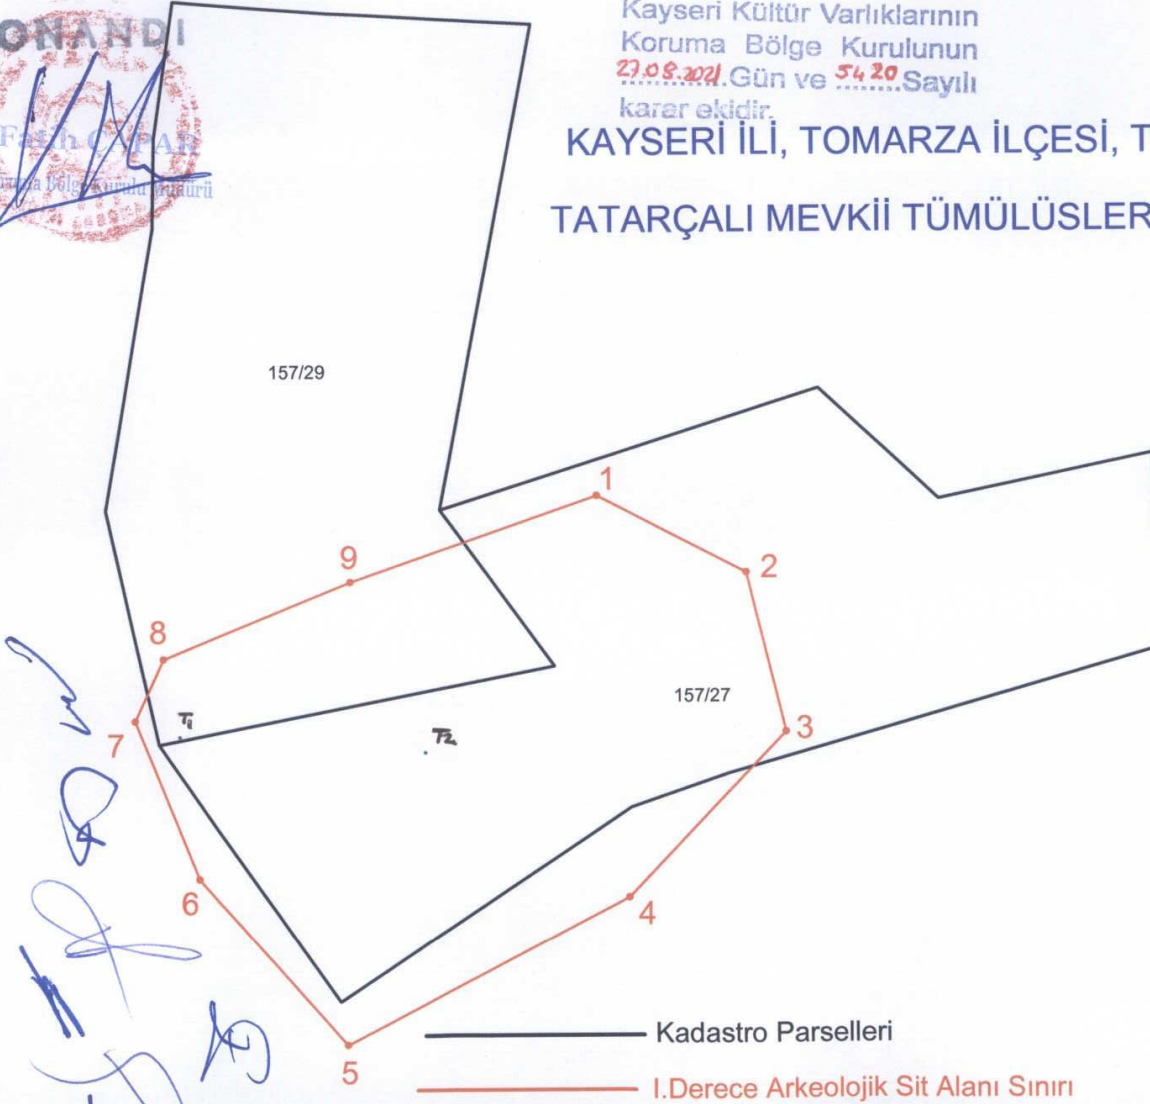 ONANDI
Fatih ÇAPAR
Kayseri Kültür Varlıklarının
Koruma Bölge Kurulunun
27.08.2021.Gün ve 5420.Sayılı
karar ekidir.
KAYSERİ İLİ, TOMARZA İLÇESİ, T
TATARÇALI MEVKİİ TÜMÜLÜSLER
157/29
1
9
2
8
157/27
T1
T2
3
7
6
4
5
Kadastro Parselleri
I.Derece Arkeolojik Sit Alanı Sınırı